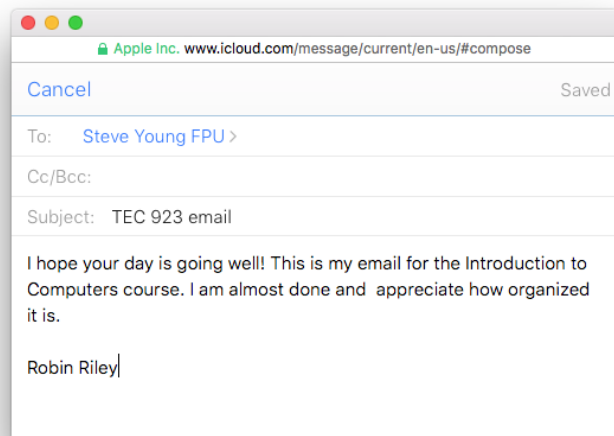 Apple Inc. www.icloud.com/message/current/en-us/#compose
Cancel Saved
To: Steve Young FPU >
Cc/Bcc:
Subject: TEC 923 email
I hope your day is going well! This is my email for the Introduction to
Computers course. I am almost done and  appreciate how organized
it is.
Robin Riley